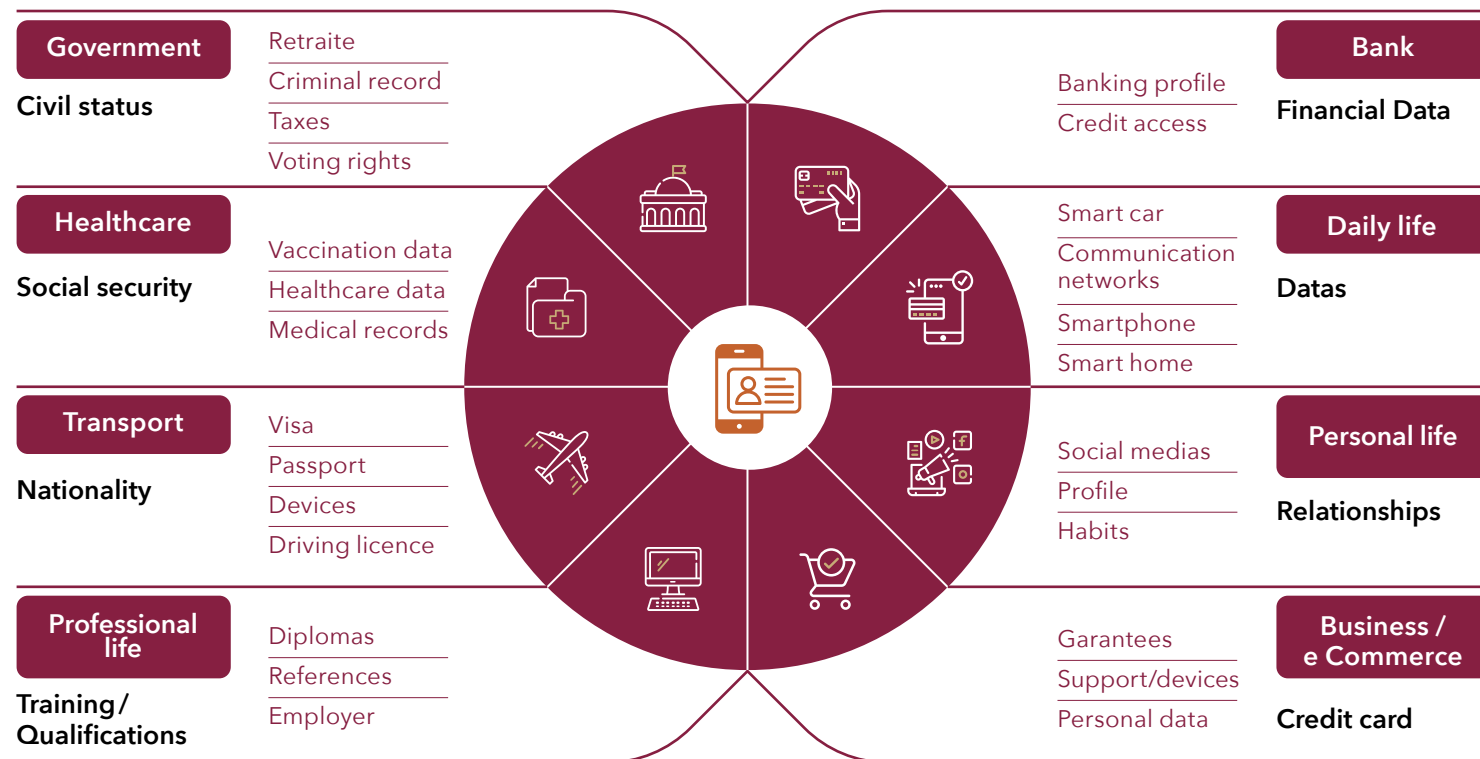 Government
Civil status
Retraite
Criminal record
Taxes
Voting rights
Healthcare
Social security
Vaccination data
Healthcare data
Medical records
Transport
Nationality
Visa
Passport
Devices
Driving licence
Professional
life
Training /
Qualifications
Diplomas
References
Employer
Bank
Financial Data
Banking profile
Credit access
Daily life
Datas
Smart car
Communication
networks
Smartphone
Smart home
Personal life
Relationships
Social medias
Profile
Habits
Business /
e Commerce
Credit card
Garantees
Support/devices
Personal data